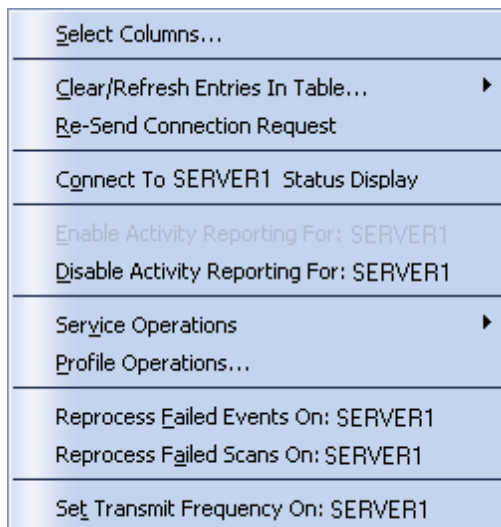 Select Columns...
Clear/Refresh Entries In Table...
Re-Send Connection Request
Connect To SERVER1 Status Display
Enable Activity Reporting For: SERVER1
Disable Activity Reporting For: SERVER1
Service Operations
Profile Operations...
Reprocess Failed Events On: SERVER1
Reprocess Failed Scans On: SERVER1
Set Transmit Frequency On: SERVER1